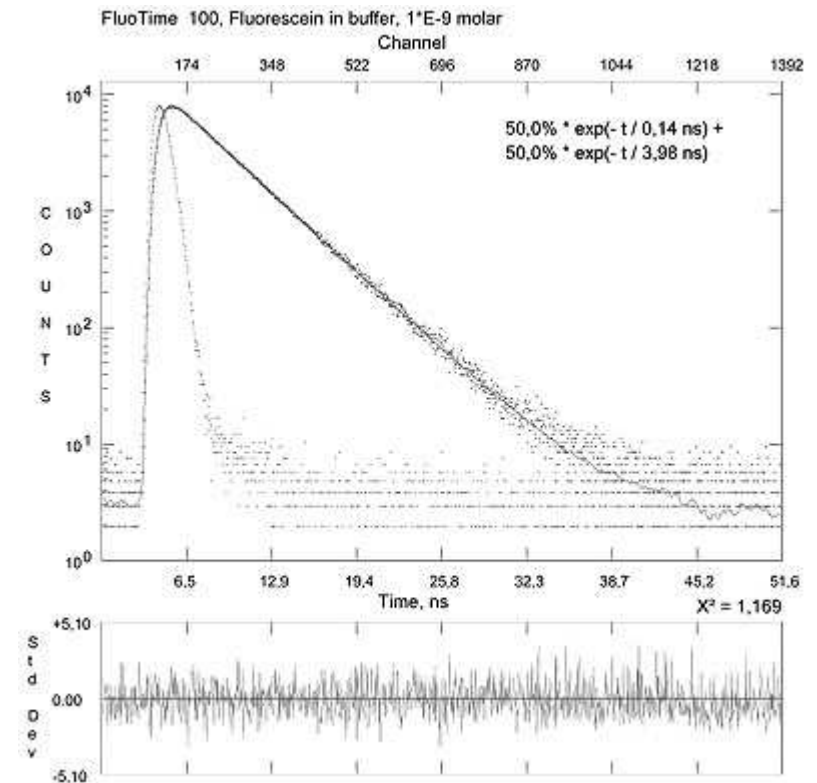 FluoTime 100, Fluorescein in buffer, 1*E-9 molar
Channel
174 348 522 696 870 1044 1218 1392
10⁴
50,0% * exp(- t / 0,14 ns) +
50,0% * exp(- t / 3,98 ns)
10³
COUNTS
10²
10¹
10⁰
6,5 12,9 19,4 25,8 32,3 38,7 45,2 51,6
Time, ns
X² = 1,169
+5,10
Std Dev
0,00
-5,10